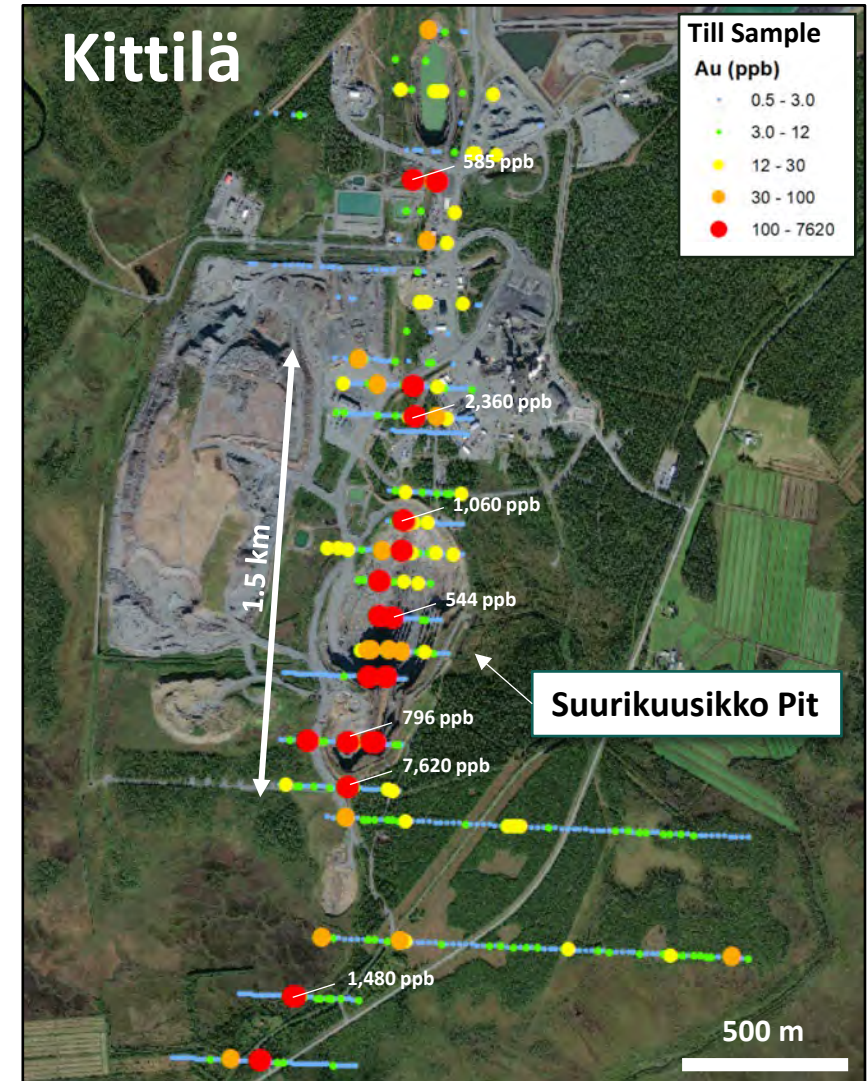 Kittilä
Till Sample
Au (ppb)
0.5 - 3.0
3.0 - 12
12 - 30
30 - 100
100 - 7620
585 ppb
2,360 ppb
1,060 ppb
1.5 km
544 ppb
Suurikuusikko Pit
796 ppb
7,620 ppb
1,480 ppb
500 m